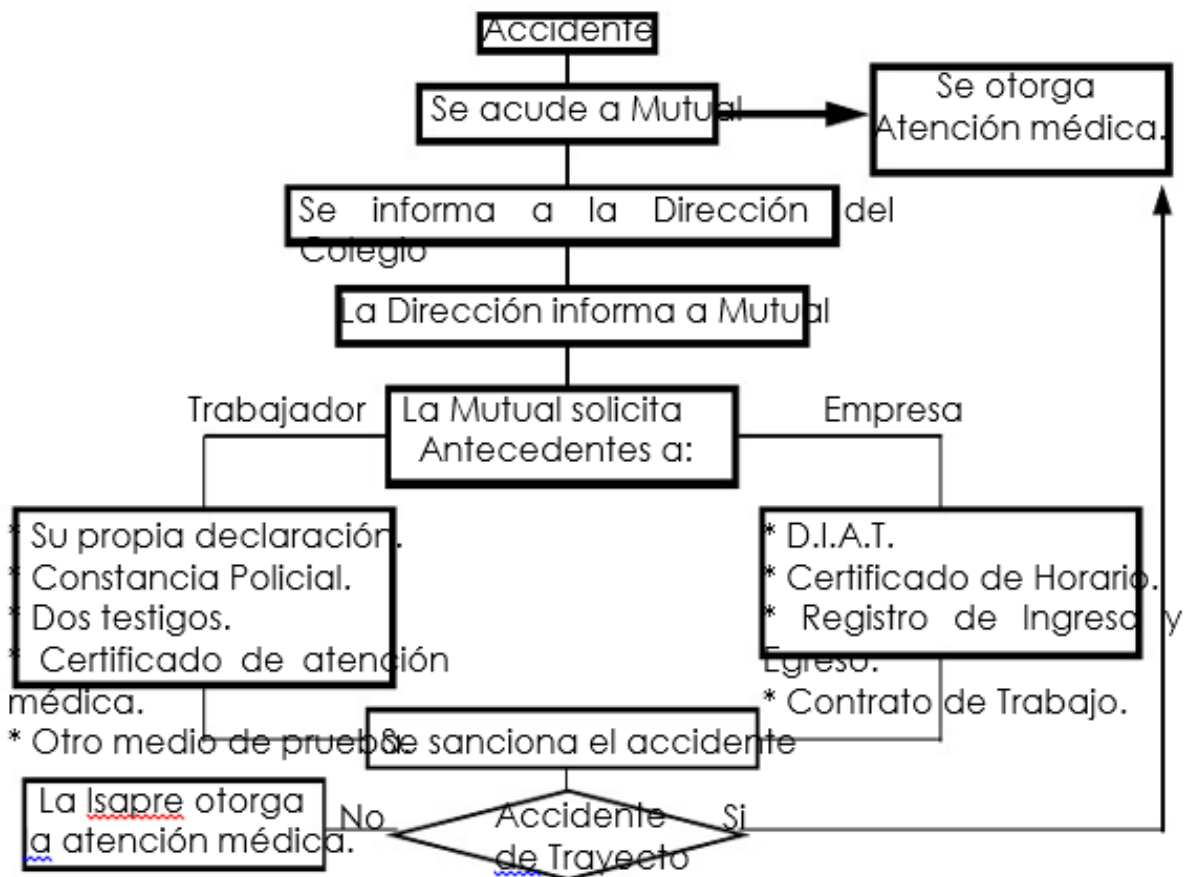 Accidente
Se acude a Mutual
Se otorga
Atención médica.
Se informa a la Dirección del
Colegio
La Dirección informa a Mutual
Trabajador
La Mutual solicita
Antecedentes a:
Empresa
* Su propia declaración.
* Constancia Policial.
* Dos testigos.
* Certificado de atención
médica.
* Otro medio de prueba.
* D.I.A.T.
* Certificado de Horario.
* Registro de Ingreso y
Egreso.
* Contrato de Trabajo.
Se sanciona el accidente
La Isapre otorga
a atención médica.
No
Accidente
de Trayecto
Si